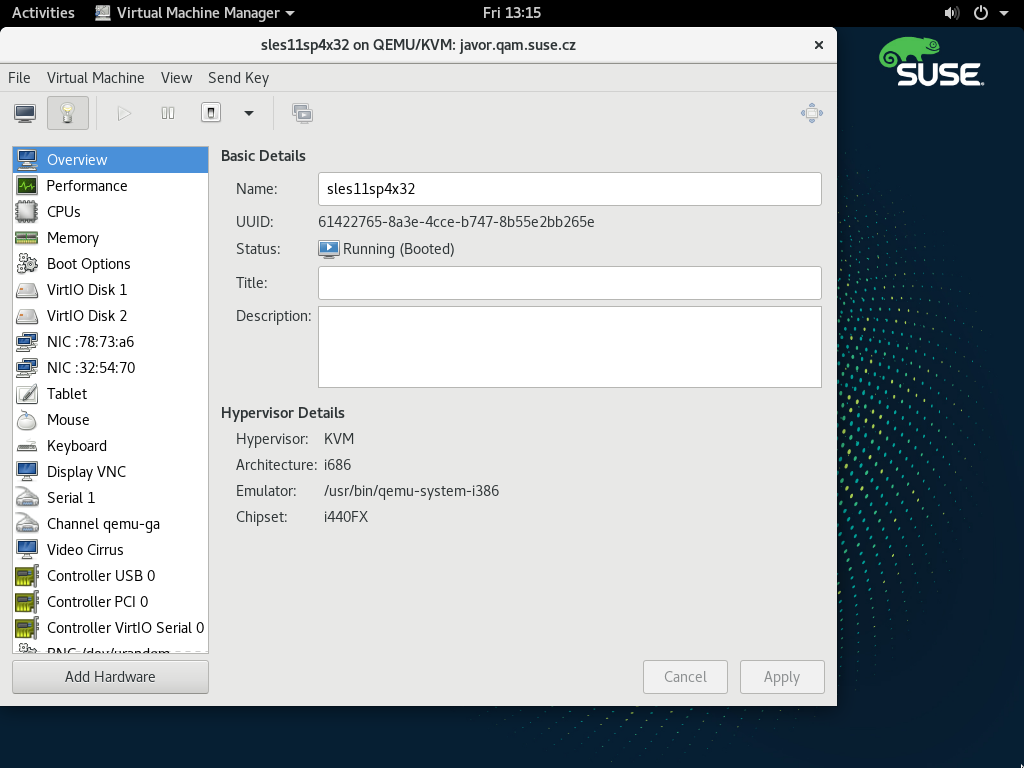 Activities Virtual Machine Manager Fri 13:15
sles11sp4x32 on QEMU/KVM: javor.qam.suse.cz
SUSE
File Virtual Machine View Send Key
Overview
Performance
CPUs
Memory
Boot Options
VirtIO Disk 1
VirtIO Disk 2
NIC :78:73:a6
NIC :32:54:70
Tablet
Mouse
Keyboard
Display VNC
Serial 1
Channel qemu-ga
Video Cirrus
Controller USB 0
Controller PCI 0
Controller VirtIO Serial 0
RNG /dev/urandom
Add Hardware
Basic Details
Name: sles11sp4x32
UUID: 61422765-8a3e-4cce-b747-8b55e2bb265e
Status: Running (Booted)
Title:
Description:
Hypervisor Details
Hypervisor: KVM
Architecture: i686
Emulator: /usr/bin/qemu-system-i386
Chipset: i440FX
Cancel Apply